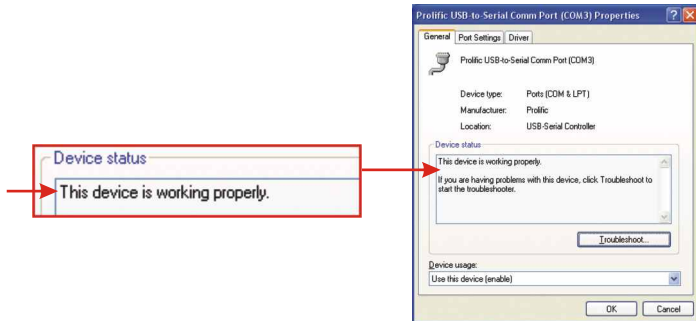 Device status
This device is working properly.
Prolific USB-to-Serial Comm Port (COM3) Properties
General Port Settings Driver
Prolific USB-to-Serial Comm Port (COM3)
Device type: Ports (COM & LPT)
Manufacturer: Prolific
Location: USB-Serial Controller
Device status
This device is working properly.
If you are having problems with this device, click Troubleshoot to
start the troubleshooter.
Troubleshoot...
Device usage:
Use this device (enable)
OK Cancel